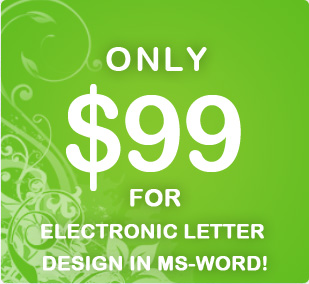 ONLY
$99
FOR
ELECTRONIC LETTER
DESIGN IN MS-WORD!